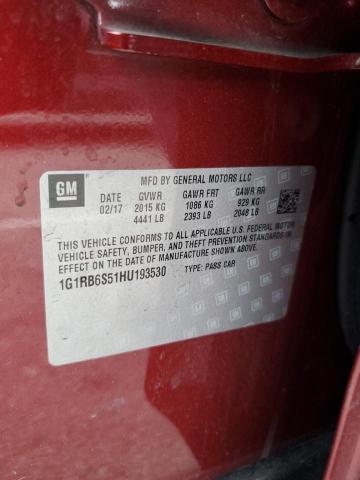 GM
MFD BY GENERAL MOTORS LLC
DATE GVWR GAWR FRT GAWR RR
02/17 2015 KG 1086 KG 929 KG
4441 LB 2393 LB 2048 LB
THIS VEHICLE CONFORMS TO ALL APPLICABLE U.S. FEDERAL MOTOR
VEHICLE SAFETY, BUMPER, AND THEFT PREVENTION STANDARDS IN
EFFECT ON THE DATE OF MANUFACTURE SHOWN ABOVE.
1G1RB6S51HU193530 TYPE: PASS CAR